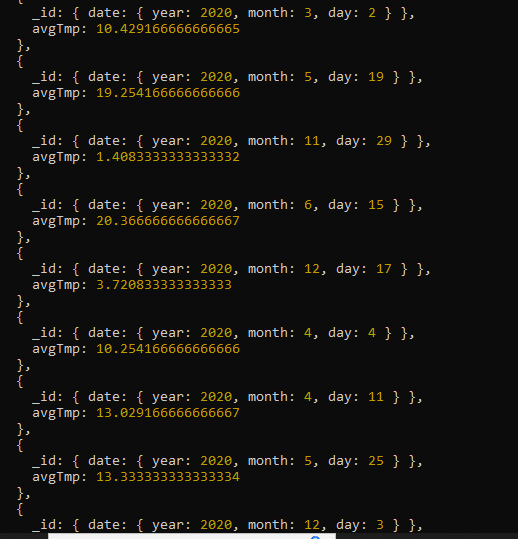 _id: { date: { year: 2020, month: 3, day: 2 } },
avgTmp: 10.429166666666665
},
{
_id: { date: { year: 2020, month: 5, day: 19 } },
avgTmp: 19.254166666666666
},
{
_id: { date: { year: 2020, month: 11, day: 29 } },
avgTmp: 1.4083333333333332
},
{
_id: { date: { year: 2020, month: 6, day: 15 } },
avgTmp: 20.366666666666667
},
{
_id: { date: { year: 2020, month: 12, day: 17 } },
avgTmp: 3.720833333333333
},
{
_id: { date: { year: 2020, month: 4, day: 4 } },
avgTmp: 10.254166666666666
},
{
_id: { date: { year: 2020, month: 4, day: 11 } },
avgTmp: 13.029166666666667
},
{
_id: { date: { year: 2020, month: 5, day: 25 } },
avgTmp: 13.333333333333334
},
{
_id: { date: { year: 2020, month: 12, day: 3 } },